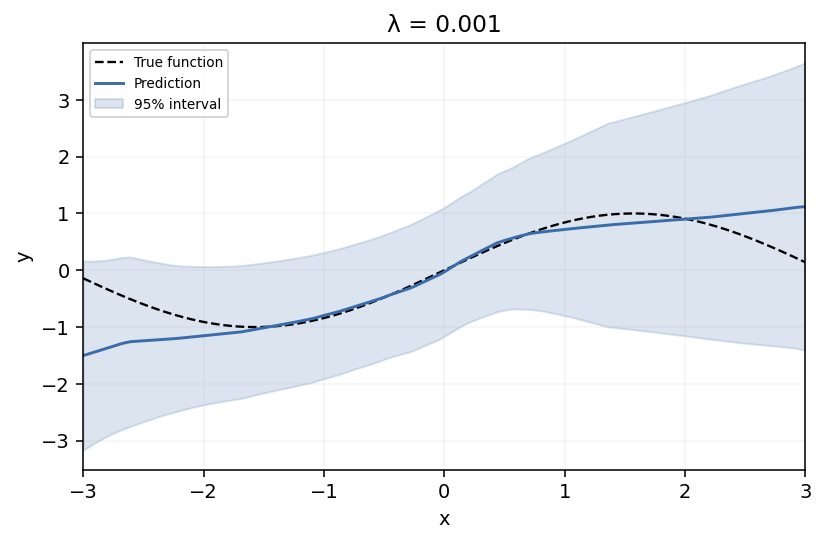 λ = 0.001
True function
Prediction
95% interval
y
3
2
1
0
−1
−2
−3
−3 −2 −1 0 1 2 3
x